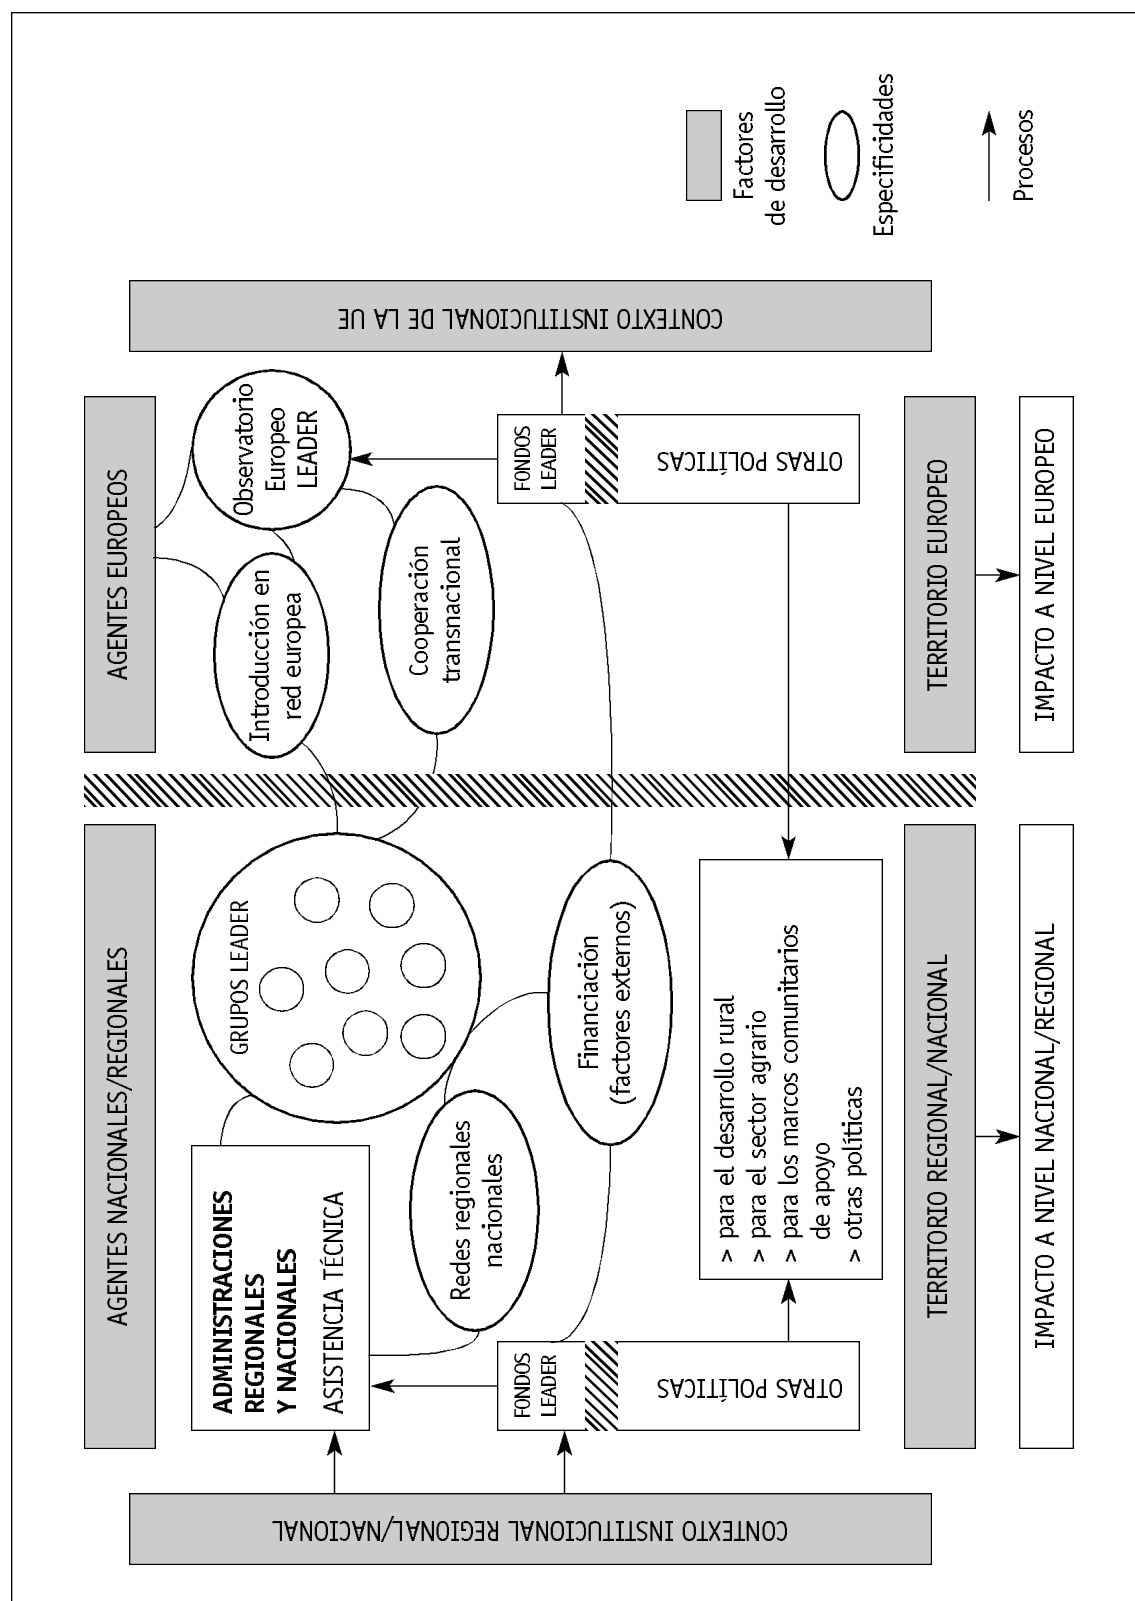 AGENTES NACIONALES/REGIONALES
AGENTES EUROPEOS
CONTEXTO INSTITUCIONAL REGIONAL/NACIONAL
ADMINISTRACIONES
REGIONALES
Y NACIONALES
ASISTENCIA TÉCNICA
GRUPOS LEADER
Introducción en
red europea
Observatorio
Europeo
LEADER
Redes regionales
nacionales
Cooperación
transnacional
Financiación
(factores externos)
FONDOS
LEADER
OTRAS POLÍTICAS
FONDOS
LEADER
OTRAS POLÍTICAS
CONTEXTO INSTITUCIONAL DE LA UE
> para el desarrollo rural
> para el sector agrario
> para los marcos comunitarios
de apoyo
> otras políticas
TERRITORIO REGIONAL/NACIONAL
TERRITORIO EUROPEO
IMPACTO A NIVEL NACIONAL/REGIONAL
IMPACTO A NIVEL EUROPEO
Factores
de desarrollo
Especificidades
Procesos